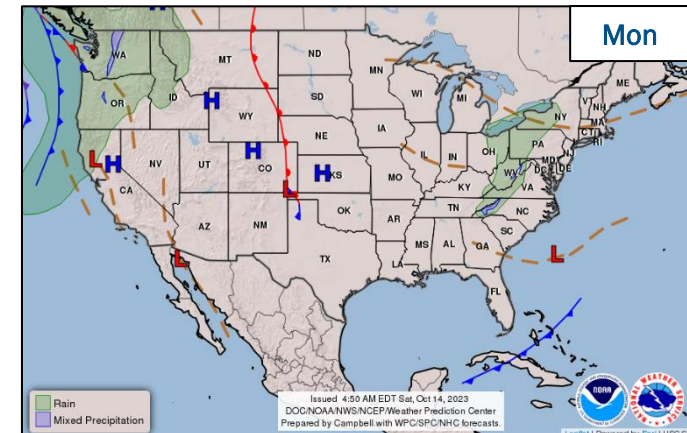 Mon
WA
MT
ND
MN
ME
OR
ID
WY
SD
WI
MI
VT
NH
NY
MA
CT
RI
NE
IA
PA
NJ
NV
UT
CO
KS
MO
IL
IN
OH
WV
MD
DE
DC
VA
KY
CA
AZ
NM
OK
AR
TN
NC
SC
TX
LA
MS
AL
GA
FL
H
H
H
H
H
L
L
L
L
Rain
Mixed Precipitation
Issued 4:50 AM EDT Sat, Oct 14, 2023
DOC/NOAA/NWS/NCEP/Weather Prediction Center
Prepared by Campbell with WPC/SPC/NHC forecasts.
NOAA
NATIONAL WEATHER SERVICE